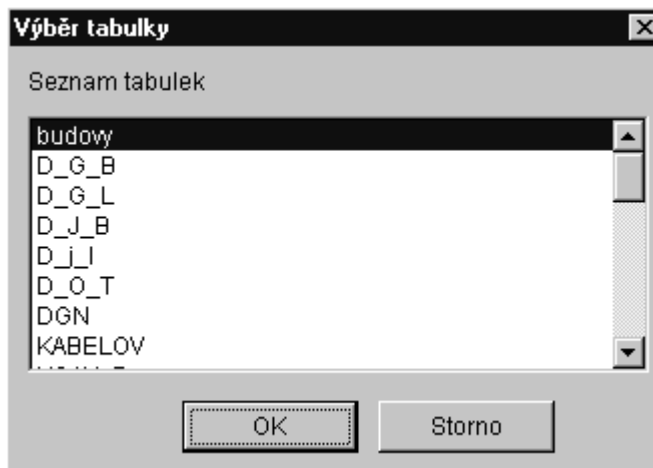 Výběr tabulky
Seznam tabulek
budovy
D_G_B
D_G_L
D_J_B
D_j_l
D_O_T
DGN
KABELOV
OK Storno